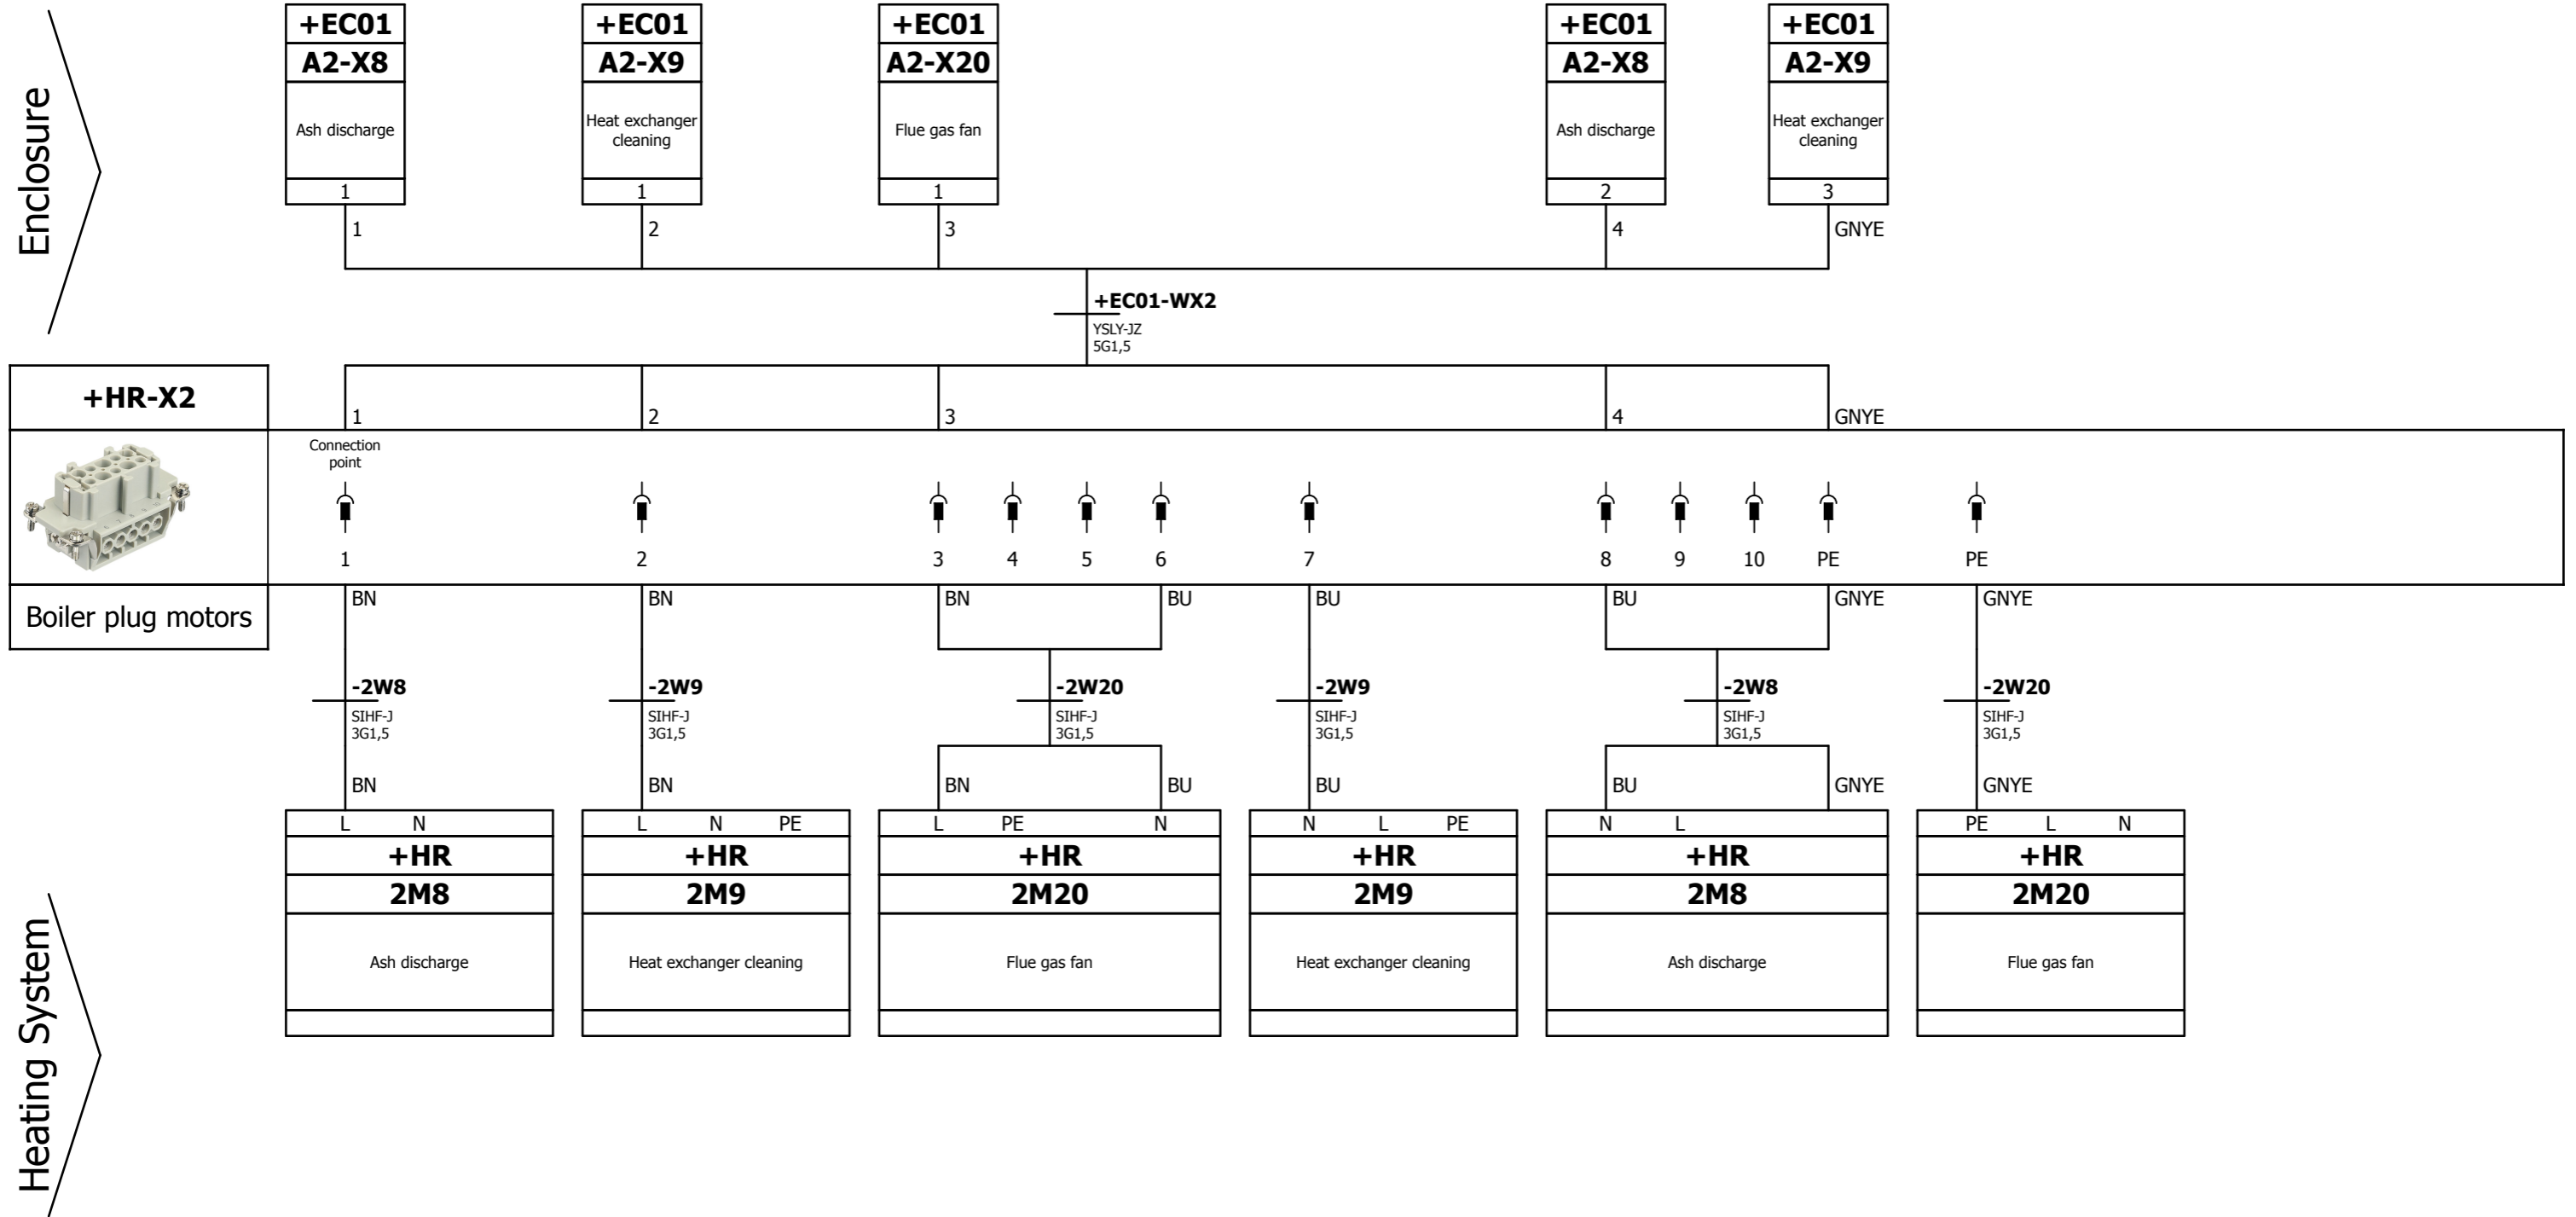 Enclosure
+EC01 +EC01 +EC01 +EC01 +EC01
A2-X8 A2-X9 A2-X20 A2-X8 A2-X9
Ash discharge
Heat exchanger
cleaning
Flue gas fan
Ash discharge
Heat exchanger
cleaning
1 1 1 2 3
1 2 3 4 GNYE
+EC01-WX2
YSLY-JZ
5G1,5
+HR-X2
1 2 3 4 GNYE
Connection
point
1 2 3 4 5 6 7 8 9 10 PE PE
Boiler plug motors
BN BN BN BU BU BU GNYE GNYE
-2W8 -2W9 -2W20 -2W9 -2W8 -2W20
SIHF-J SIHF-J SIHF-J SIHF-J SIHF-J SIHF-J
3G1,5 3G1,5 3G1,5 3G1,5 3G1,5 3G1,5
BN BN BN BU BU BU GNYE GNYE
L N L N PE L PE N N L PE N L PE L N
+HR +HR +HR +HR +HR +HR
2M8 2M9 2M20 2M9 2M8 2M20
Ash discharge Heat exchanger cleaning Flue gas fan Heat exchanger cleaning Ash discharge Flue gas fan
Heating System